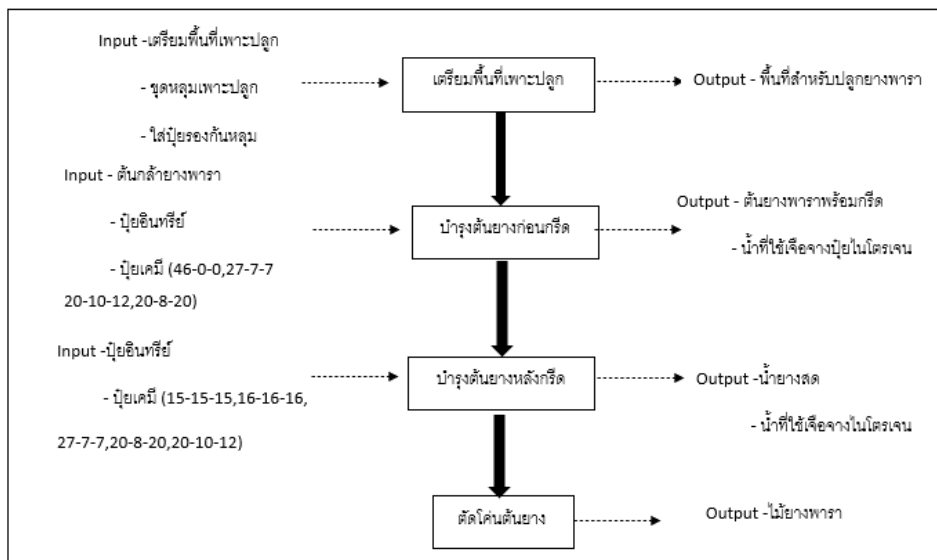 Input -เตรียมพื้นที่เพาะปลูก
- ขุดหลุมเพาะปลูก
- ใส่ปุ๋ยรองก้นหลุม
เตรียมพื้นที่เพาะปลูก
Output - พื้นที่สำหรับปลูกยางพารา
Input - ต้นกล้ายางพารา
- ปุ๋ยอินทรีย์
- ปุ๋ยเคมี (46-0-0,27-7-7
20-10-12,20-8-20)
บำรุงต้นยางก่อนกรีด
Output - ต้นยางพาราพร้อมกรีด
- น้ำที่ใช้เจือจางปุ๋ยไนโตรเจน
Input -ปุ๋ยอินทรีย์
- ปุ๋ยเคมี (15-15-15,16-16-16,
27-7-7,20-8-20,20-10-12)
บำรุงต้นยางหลังกรีด
Output -น้ำยางสด
- น้ำที่ใช้เจือจางไนโตรเจน
ตัดโค่นต้นยาง
Output -ไม้ยางพารา